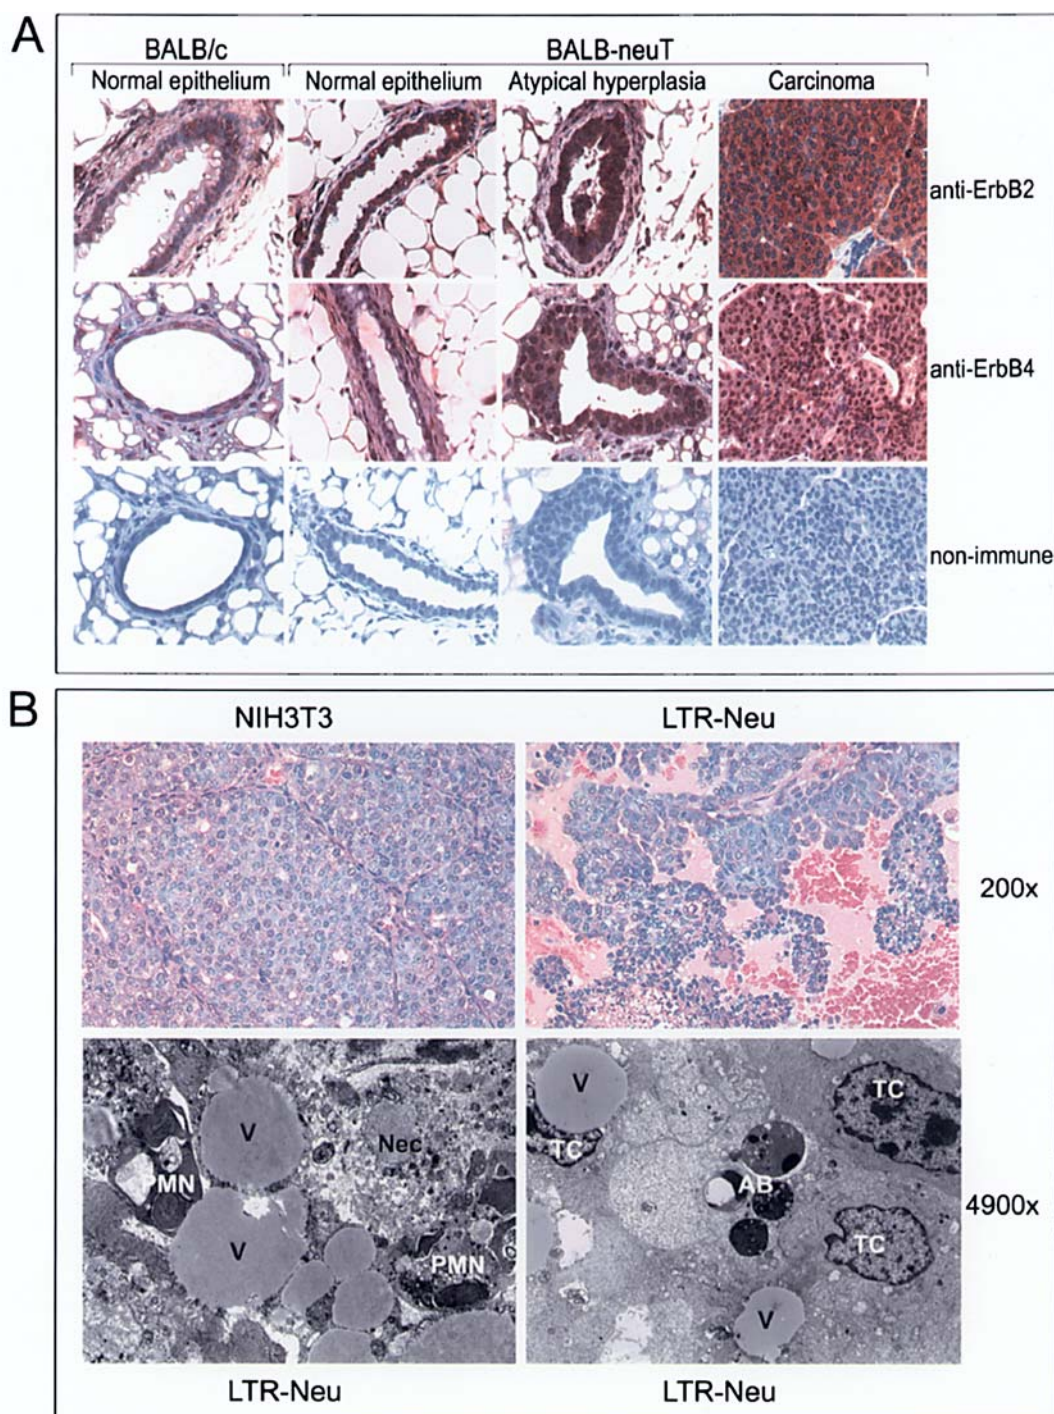 A
BALB/c
BALB-neuT
Normal epithelium
Normal epithelium
Atypical hyperplasia
Carcinoma
anti-ErbB2
anti-ErbB4
non-immune
B
NIH3T3
LTR-Neu
200x
V
Nec
PMN
V
PMN
V
TC
TC
AB
TC
V
4900x
LTR-Neu
LTR-Neu